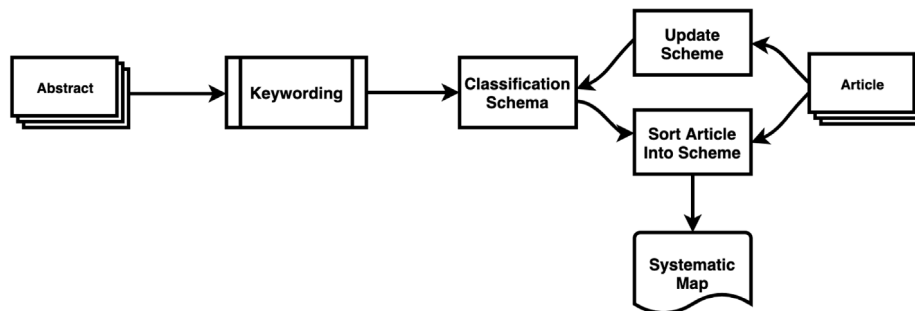 Abstract
Keywording
Classification
Schema
Update
Scheme
Article
Sort Article
Into Scheme
Systematic
Map